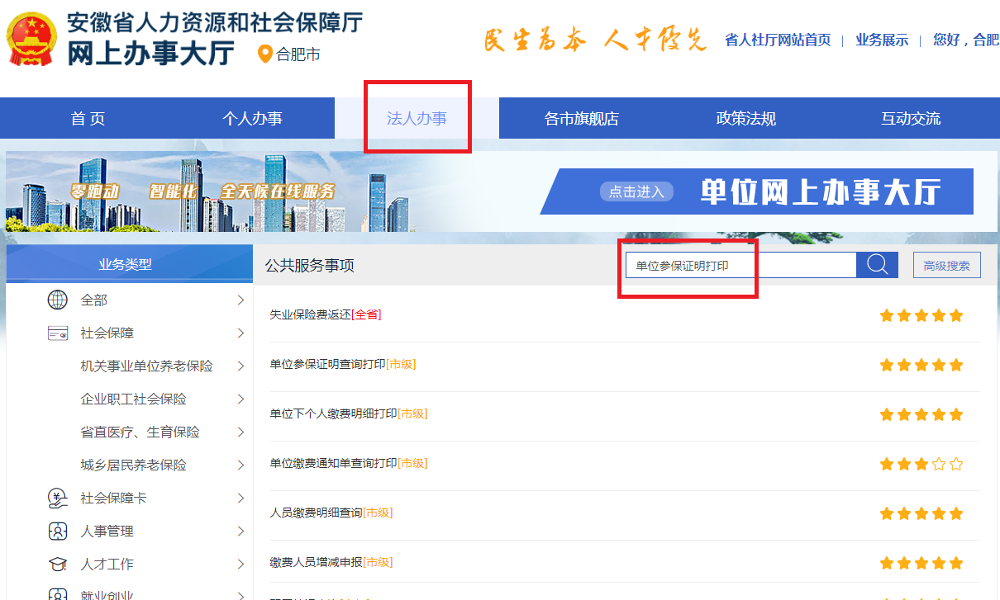 安徽省人力资源和社会保障厅
网上办事大厅
合肥市
民生为本 人才优先
省人社厅网站首页 | 业务展示 | 您好，合肥
首 页
个人办事
法人办事
各市旗舰店
政策法规
互动交流
零跑动 智能化 全天候在线服务
点击进入 单位网上办事大厅
业务类型
公共服务事项
单位参保证明打印
高级搜索
全部
社会保障
机关事业单位养老保险
企业职工社会保险
省直医疗、生育保险
城乡居民养老保险
社会保障卡
人事管理
人才工作
就业创业
失业保险费返还[全省]
单位参保证明查询打印[市级]
单位下个人缴费明细打印[市级]
单位缴费通知单查询打印[市级]
人员缴费明细查询[市级]
缴费人员增减申报[市级]